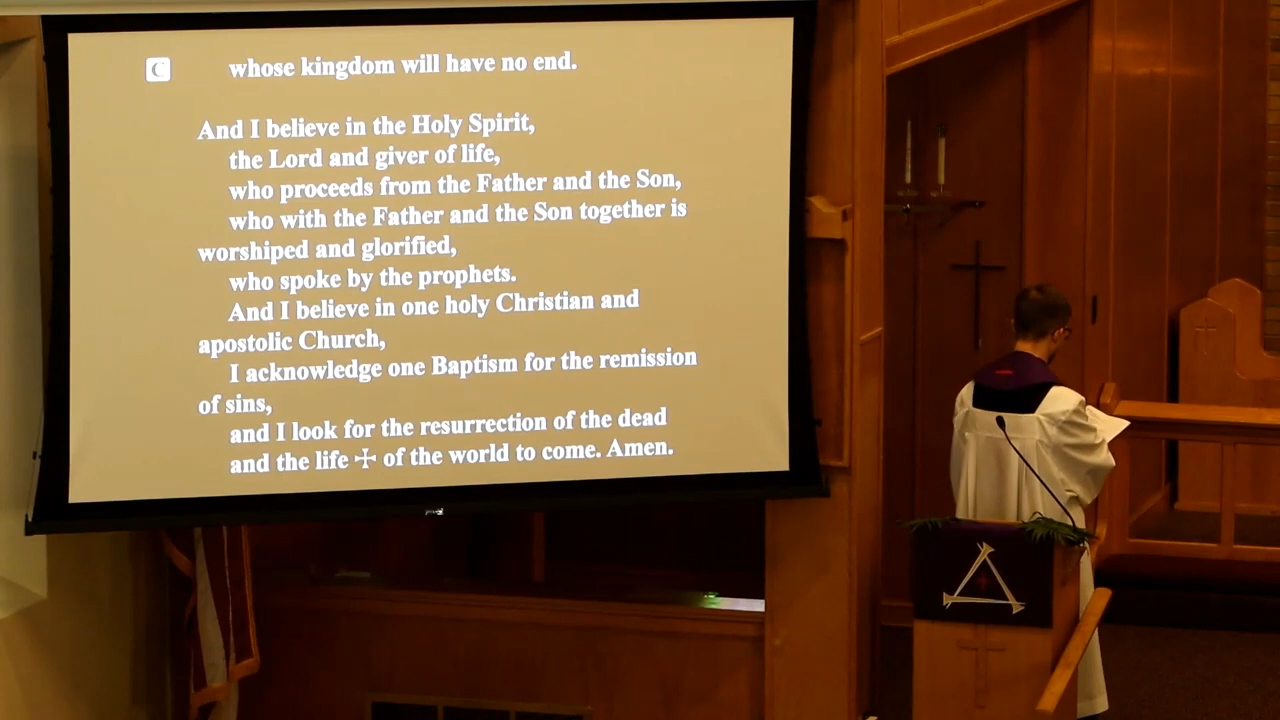 C whose kingdom will have no end.
And I believe in the Holy Spirit,
the Lord and giver of life,
who proceeds from the Father and the Son,
who with the Father and the Son together is
worshiped and glorified,
who spoke by the prophets.
And I believe in one holy Christian and
apostolic Church,
I acknowledge one Baptism for the remission
of sins,
and I look for the resurrection of the dead
and the life ☩ of the world to come. Amen.